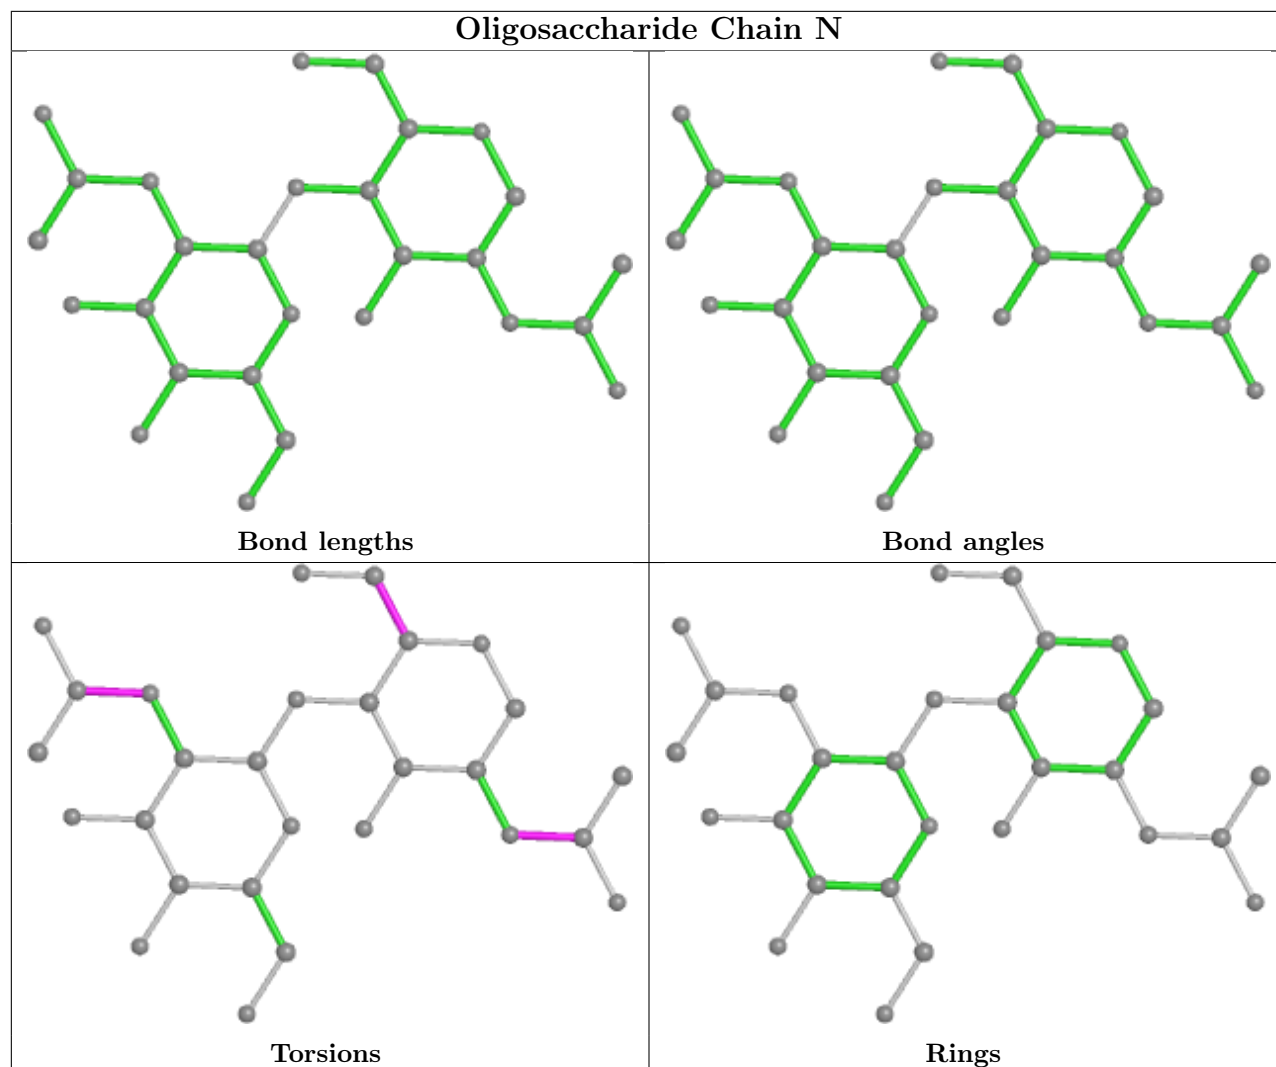 Oligosaccharide Chain N
Bond lengths
Bond angles
Torsions
Rings